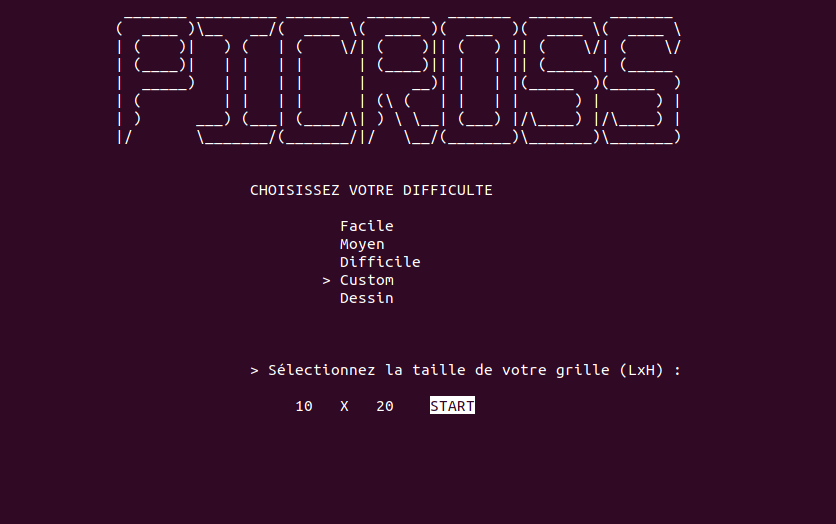 PICROSS
CHOISISSEZ VOTRE DIFFICULTE
Facile
Moyen
Difficile
> Custom
Dessin
> Sélectionnez la taille de votre grille (LxH) :
10 X 20 START